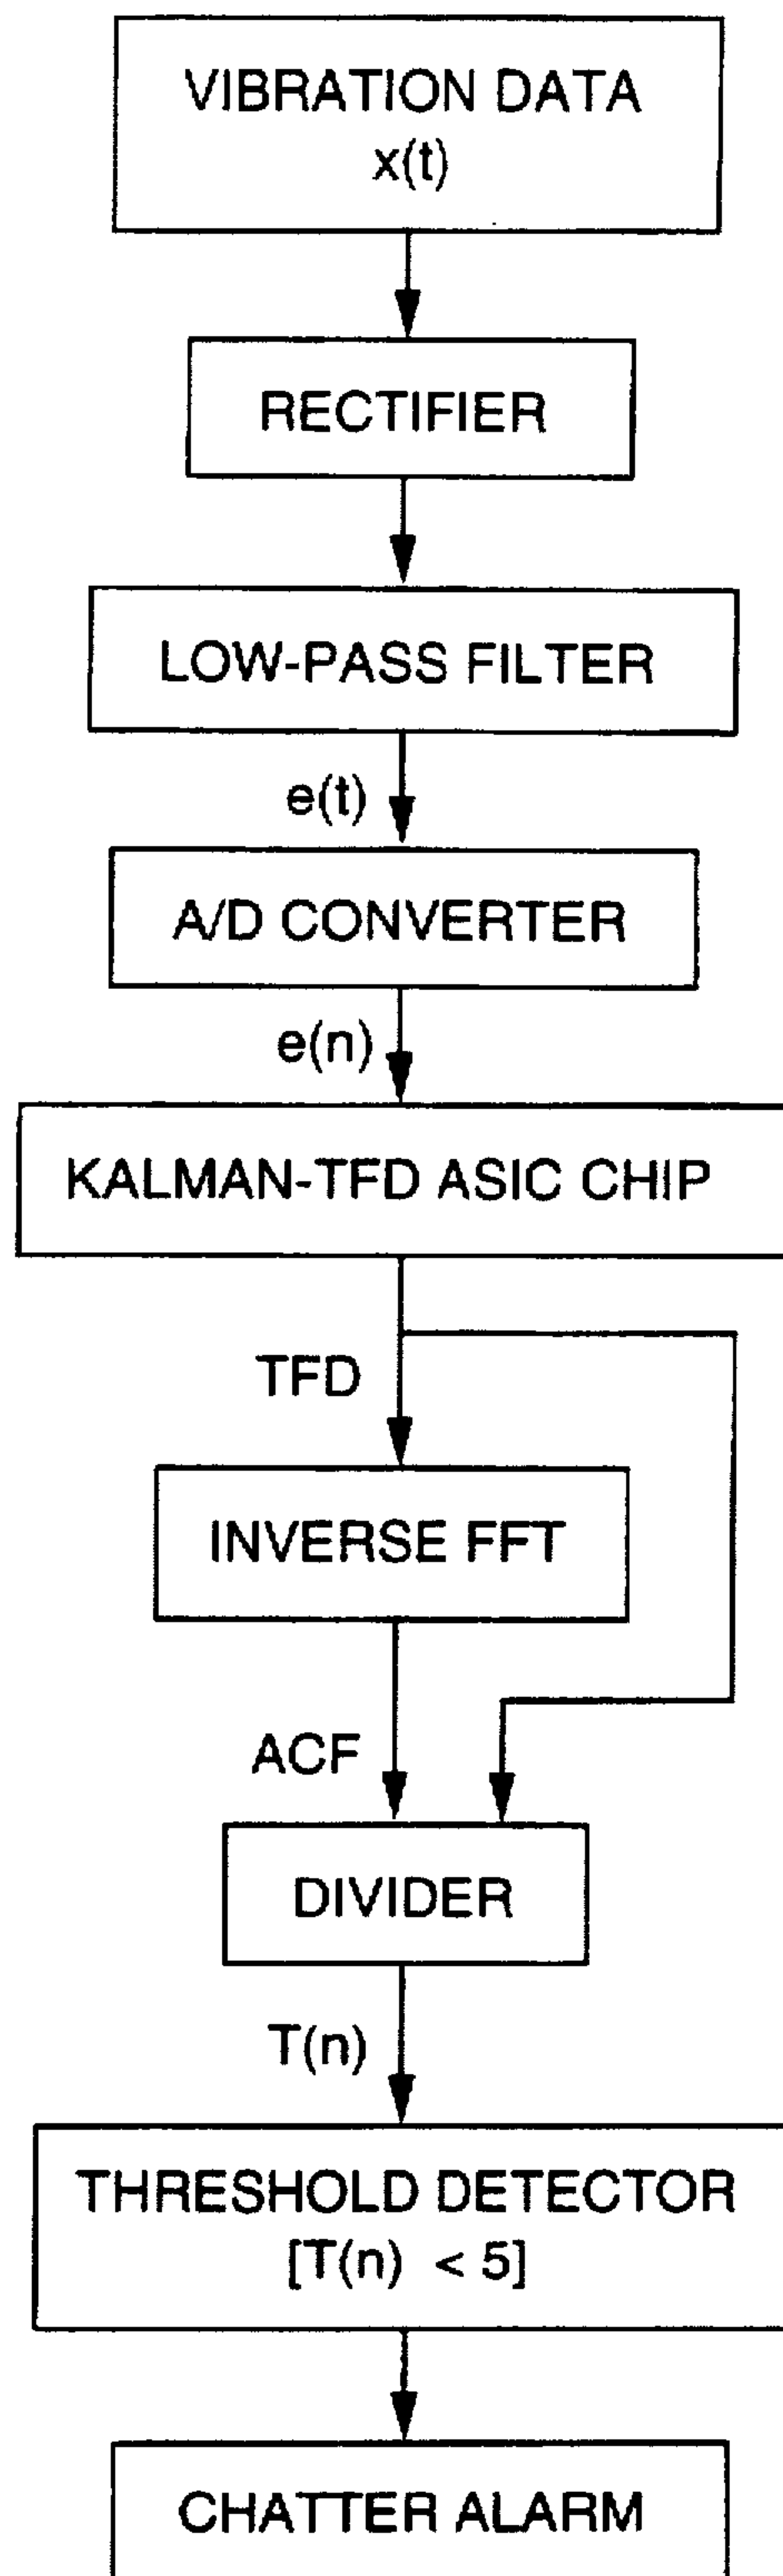 VIBRATION DATA
x(t)
RECTIFIER
LOW-PASS FILTER
e(t)
A/D CONVERTER
e(n)
KALMAN-TFD ASIC CHIP
TFD
INVERSE FFT
ACF
DIVIDER
T(n)
THRESHOLD DETECTOR
[T(n) < 5]
CHATTER ALARM